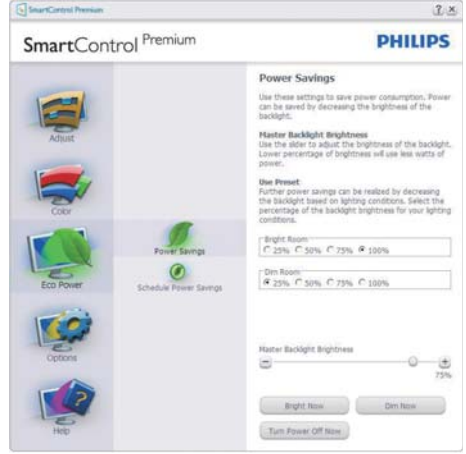 SmartControl Premium
SmartControl Premium
PHILIPS
Adjust
Color
Eco Power
Options
Help
Power Savings
Schedule Power Savings
Power Savings
Use these settings to save power consumption. Power
can be saved by decreasing the brightness of the
backlight.
Master Backlight Brightness
Use the slider to adjust the brightness of the backlight.
Lower percentage of brightness will use less watts of
power.
Use Preset
Further power savings can be realized by decreasing
the backlight based on lighting conditions. Select the
percentage of the backlight brightness for your lighting
conditions.
Bright Room
25% 50% 75% 100%
Dim Room
25% 50% 75% 100%
Master Backlight Brightness
75%
Bright Now Dim Now
Turn Power Off Now